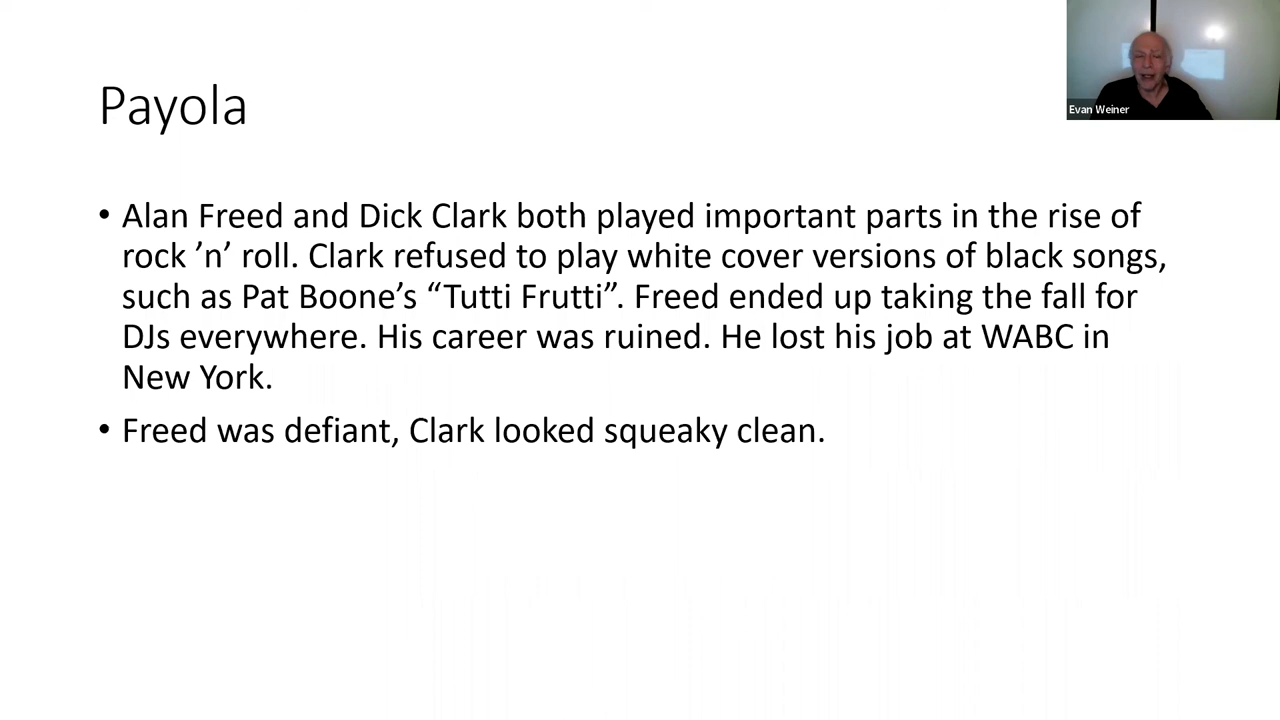 Payola
Evan Weiner
• Alan Freed and Dick Clark both played important parts in the rise of
rock ’n’ roll. Clark refused to play white cover versions of black songs,
such as Pat Boone’s “Tutti Frutti”. Freed ended up taking the fall for
DJs everywhere. His career was ruined. He lost his job at WABC in
New York.
• Freed was defiant, Clark looked squeaky clean.